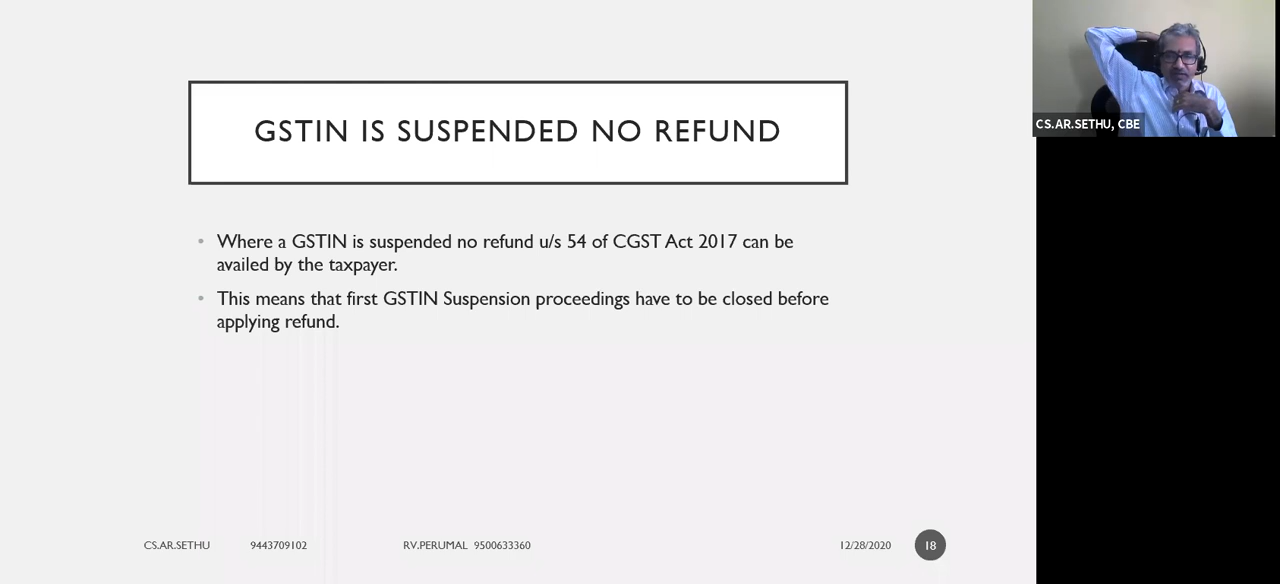 GSTIN IS SUSPENDED NO REFUND
• Where a GSTIN is suspended no refund u/s 54 of CGST Act 2017 can be
availed by the taxpayer.
• This means that first GSTIN Suspension proceedings have to be closed before
applying refund.
CS.AR.SETHU 9443709102 RV.PERUMAL 9500633360 12/28/2020 18
CS.AR.SETHU, CBE